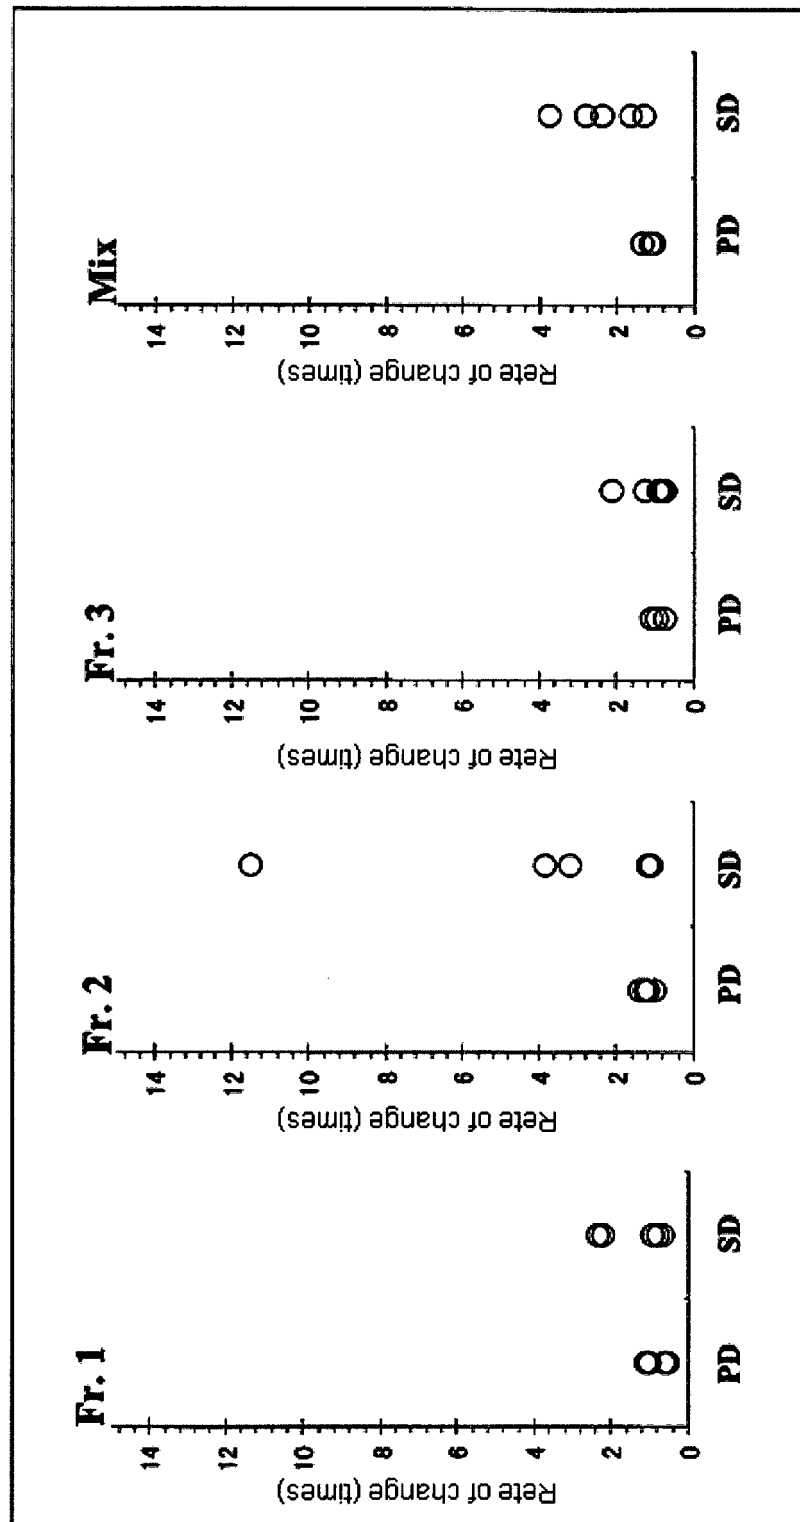 Fr. 1
Rete of change (times)
14
12
10
8
6
4
2
0
PD
SD
Fr. 2
Rete of change (times)
14
12
10
8
6
4
2
0
PD
SD
Fr. 3
Rete of change (times)
14
12
10
8
6
4
2
0
PD
SD
Mix
Rete of change (times)
14
12
10
8
6
4
2
0
PD
SD